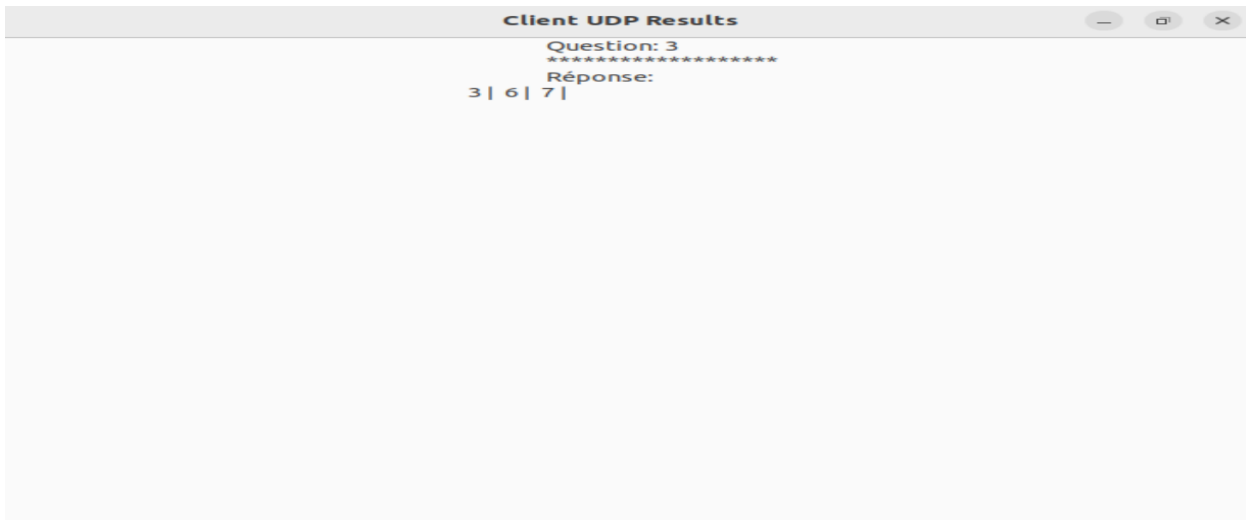 Client UDP Results
Question: 3
*******************
Réponse:
3| 6| 7|